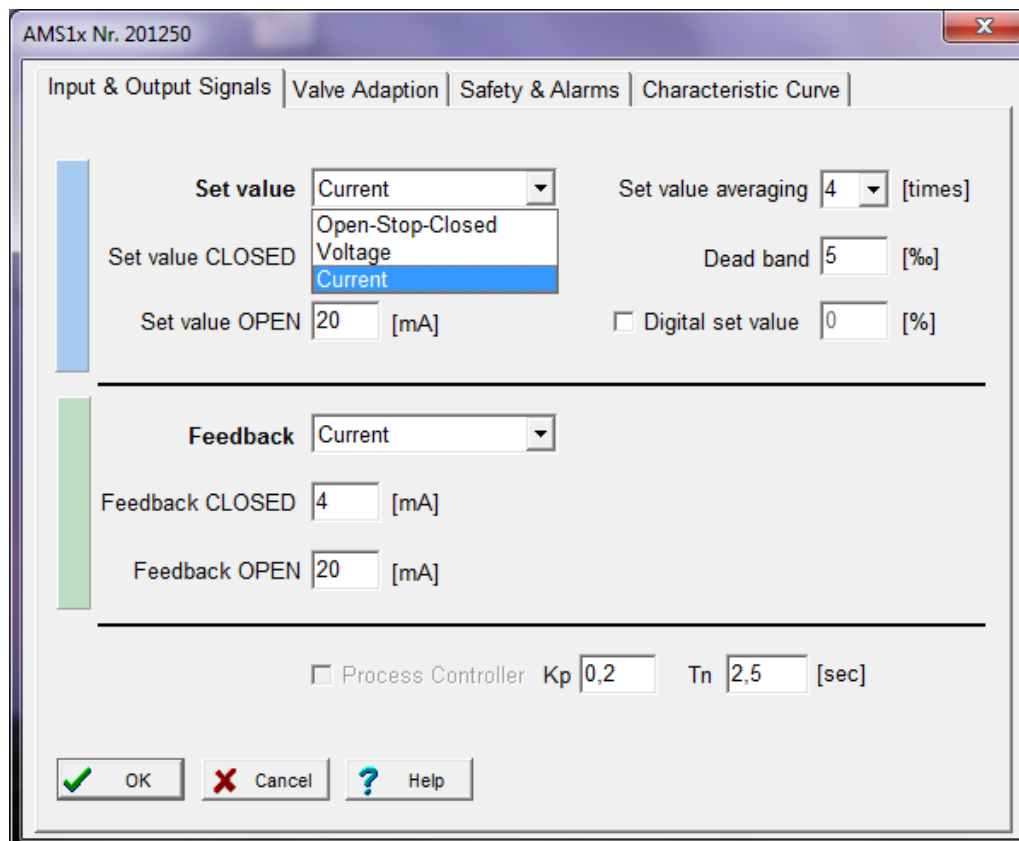 AMS1x Nr. 201250
Input & Output Signals Valve Adaption Safety & Alarms Characteristic Curve
Set value Current Set value averaging 4 [times]
Open-Stop-Closed
Voltage
Set value CLOSED Dead band 5 [‰]
Current
Set value OPEN 20 [mA] Digital set value 0 [%]
Feedback Current
Feedback CLOSED 4 [mA]
Feedback OPEN 20 [mA]
Process Controller Kp 0,2 Tn 2,5 [sec]
OK Cancel ? Help